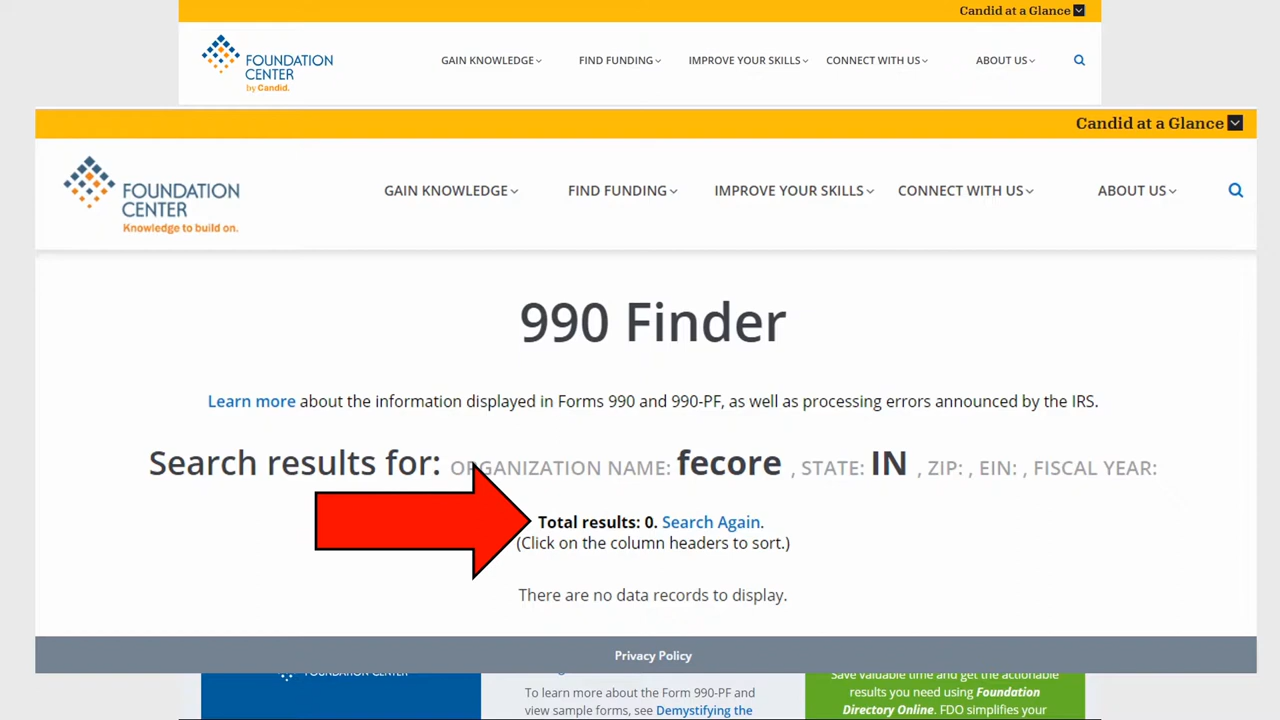 Candid at a Glance
FOUNDATION
CENTER
by Candid.
GAIN KNOWLEDGE
FIND FUNDING
IMPROVE YOUR SKILLS
CONNECT WITH US
ABOUT US
Candid at a Glance
FOUNDATION
CENTER
Knowledge to build on.
GAIN KNOWLEDGE
FIND FUNDING
IMPROVE YOUR SKILLS
CONNECT WITH US
ABOUT US
990 Finder
Learn more about the information displayed in Forms 990 and 990-PF, as well as processing errors announced by the IRS.
Search results for: ORGANIZATION NAME: fecore , STATE: IN , ZIP: , EIN: , FISCAL YEAR:
Total results: 0. Search Again.
(Click on the column headers to sort.)
There are no data records to display.
Privacy Policy
FOUNDATION CENTER
To learn more about the Form 990-PF and
view sample forms, see Demystifying the
Save valuable time and get the actionable
results you need using Foundation
Directory Online. FDO simplifies your